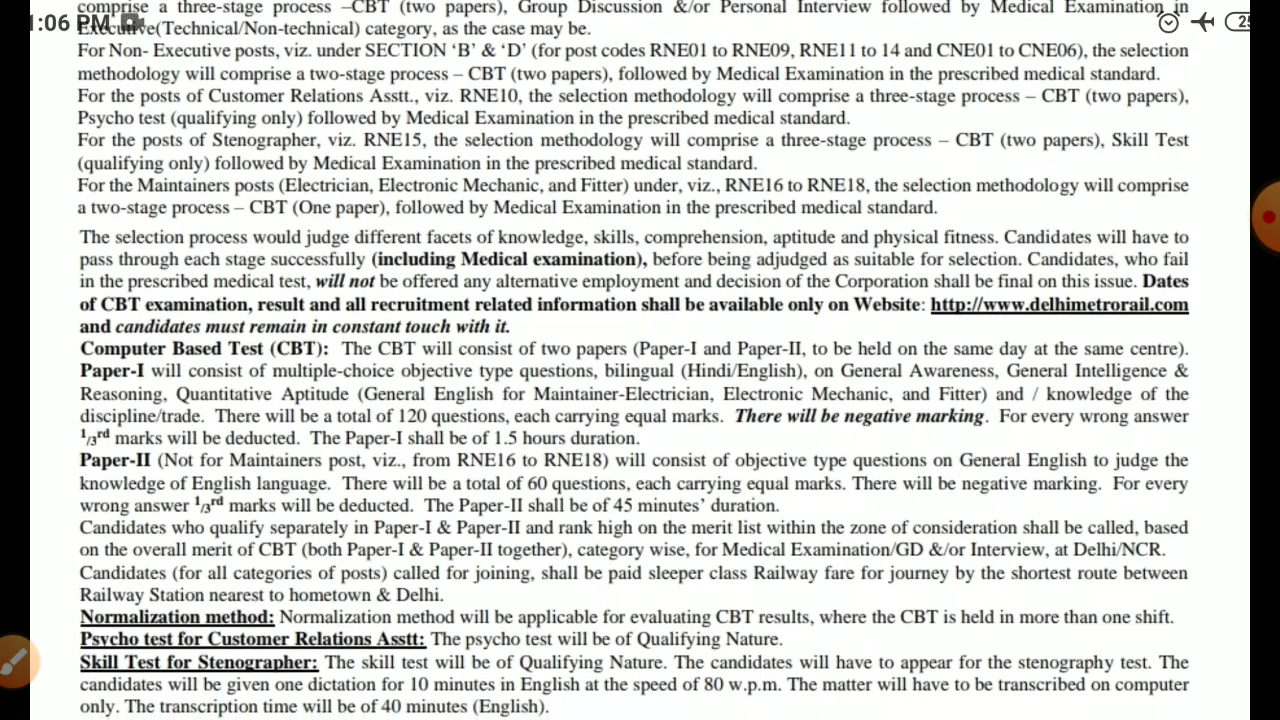 comprise a three-stage process –CBT (two papers), Group Discussion &/or Personal Interview followed by Medical Examination in
1:06 PM
25
Executive(Technical/Non-technical) category, as the case may be.
For Non- Executive posts, viz. under SECTION ‘B’ & ‘D’ (for post codes RNE01 to RNE09, RNE11 to 14 and CNE01 to CNE06), the selection
methodology will comprise a two-stage process – CBT (two papers), followed by Medical Examination in the prescribed medical standard.
For the posts of Customer Relations Asstt., viz. RNE10, the selection methodology will comprise a three-stage process – CBT (two papers),
Psycho test (qualifying only) followed by Medical Examination in the prescribed medical standard.
For the posts of Stenographer, viz. RNE15, the selection methodology will comprise a three-stage process – CBT (two papers), Skill Test
(qualifying only) followed by Medical Examination in the prescribed medical standard.
For the Maintainers posts (Electrician, Electronic Mechanic, and Fitter) under, viz., RNE16 to RNE18, the selection methodology will comprise
a two-stage process – CBT (One paper), followed by Medical Examination in the prescribed medical standard.
The selection process would judge different facets of knowledge, skills, comprehension, aptitude and physical fitness. Candidates will have to
pass through each stage successfully (including Medical examination), before being adjudged as suitable for selection. Candidates, who fail
in the prescribed medical test, will not be offered any alternative employment and decision of the Corporation shall be final on this issue. Dates
of CBT examination, result and all recruitment related information shall be available only on Website: http://www.delhimetrorail.com
and candidates must remain in constant touch with it.
Computer Based Test (CBT): The CBT will consist of two papers (Paper-I and Paper-II, to be held on the same day at the same centre).
Paper-I will consist of multiple-choice objective type questions, bilingual (Hindi/English), on General Awareness, General Intelligence &
Reasoning, Quantitative Aptitude (General English for Maintainer-Electrician, Electronic Mechanic, and Fitter) and / knowledge of the
discipline/trade. There will be a total of 120 questions, each carrying equal marks. There will be negative marking. For every wrong answer
1/3rd marks will be deducted. The Paper-I shall be of 1.5 hours duration.
Paper-II (Not for Maintainers post, viz., from RNE16 to RNE18) will consist of objective type questions on General English to judge the
knowledge of English language. There will be a total of 60 questions, each carrying equal marks. There will be negative marking. For every
wrong answer 1/3rd marks will be deducted. The Paper-II shall be of 45 minutes’ duration.
Candidates who qualify separately in Paper-I & Paper-II and rank high on the merit list within the zone of consideration shall be called, based
on the overall merit of CBT (both Paper-I & Paper-II together), category wise, for Medical Examination/GD &/or Interview, at Delhi/NCR.
Candidates (for all categories of posts) called for joining, shall be paid sleeper class Railway fare for journey by the shortest route between
Railway Station nearest to hometown & Delhi.
Normalization method: Normalization method will be applicable for evaluating CBT results, where the CBT is held in more than one shift.
Psycho test for Customer Relations Asstt: The psycho test will be of Qualifying Nature.
Skill Test for Stenographer: The skill test will be of Qualifying Nature. The candidates will have to appear for the stenography test. The
candidates will be given one dictation for 10 minutes in English at the speed of 80 w.p.m. The matter will have to be transcribed on computer
only. The transcription time will be of 40 minutes (English).